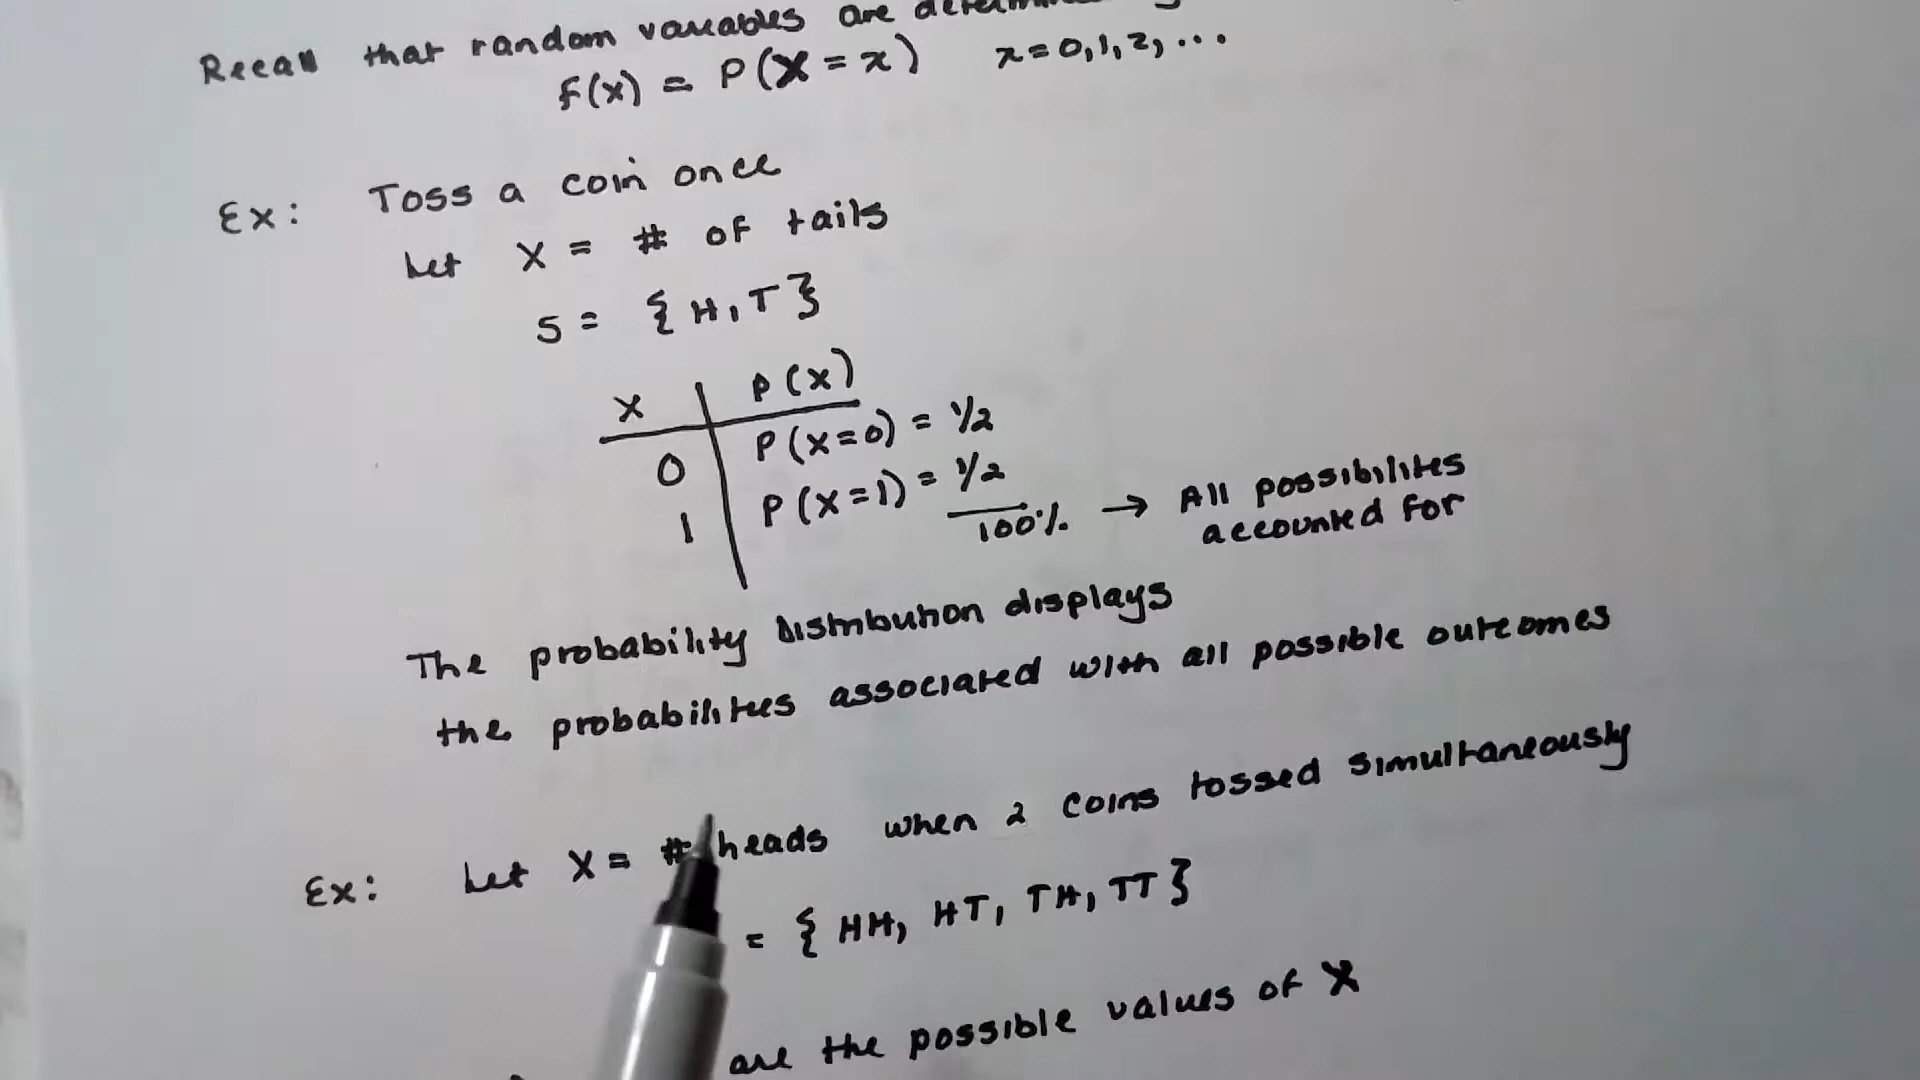 Recall that random variables are
f(x) = P(X = x) x = 0, 1, 2, ...
Ex: Toss a coin once
Let X = # of tails
S = {H, T}
x P(x)
0 P(x=0) = 1/2
1 P(x=1) = 1/2
100% → All possibilites
accounted for
The probability distribution displays
the probabilities associated with all possible outcomes
Ex: Let X = # heads when 2 coins tossed simultaneously
= {HH, HT, TH, TT}
are the possible values of X